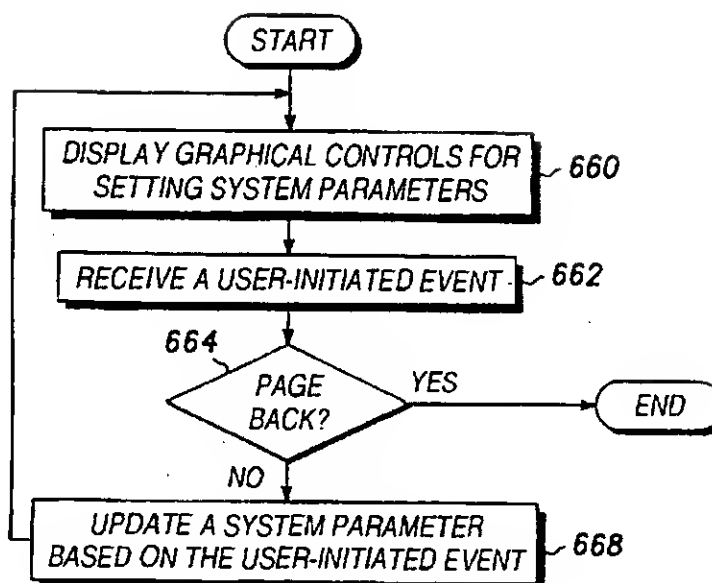 START
DISPLAY GRAPHICAL CONTROLS FOR
SETTING SYSTEM PARAMETERS
660
RECEIVE A USER-INITIATED EVENT
662
664
PAGE
BACK?
YES
END
NO
UPDATE A SYSTEM PARAMETER
BASED ON THE USER-INITIATED EVENT
668